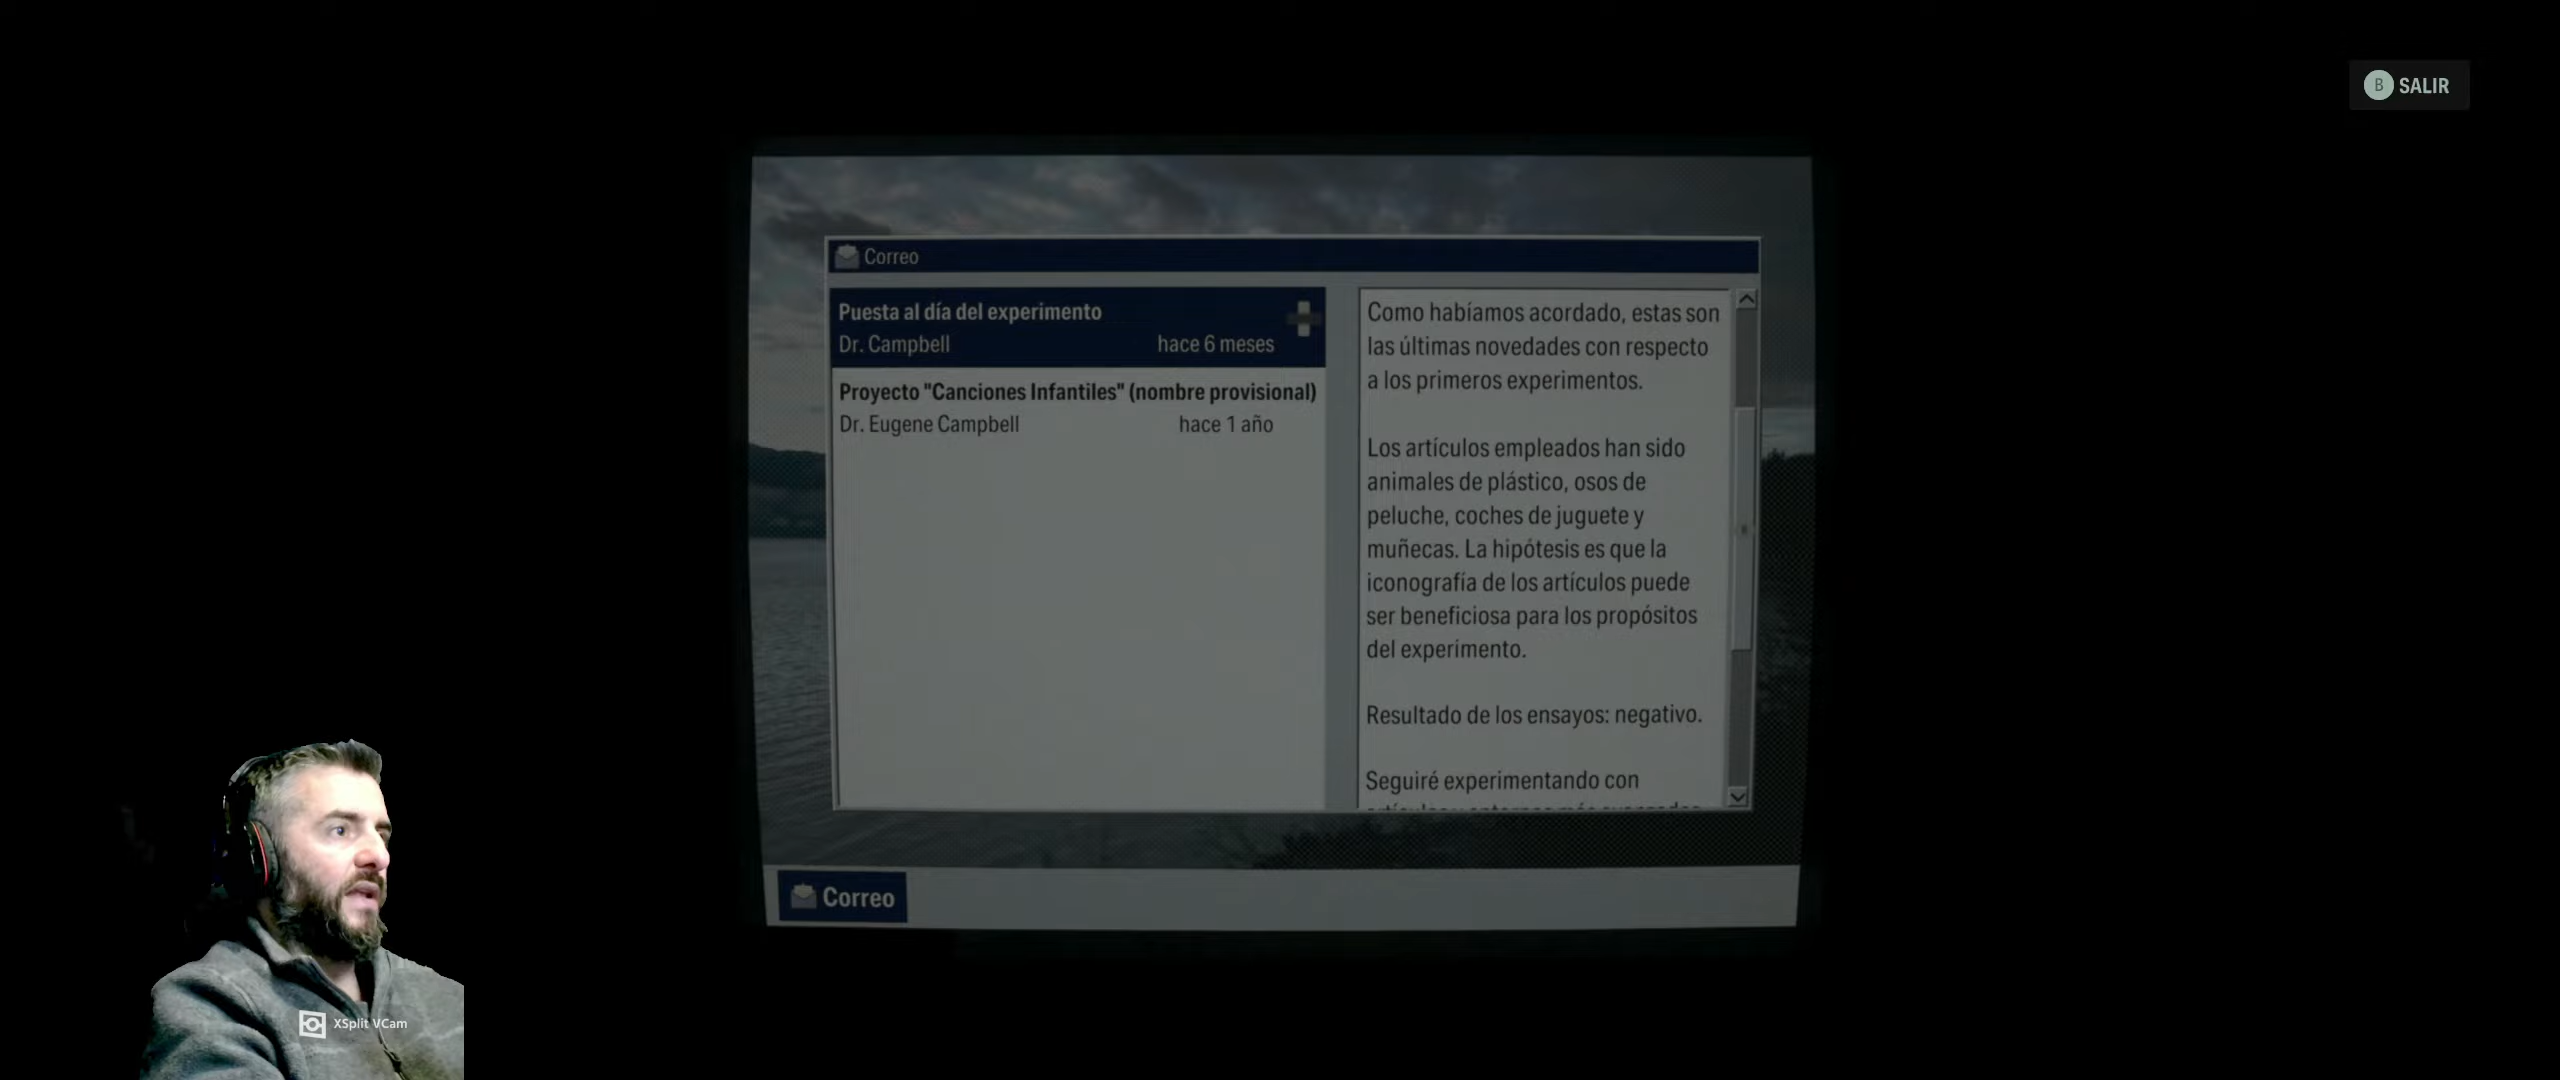 B SALIR
Correo
Puesta al día del experimento
Dr. Campbell hace 6 meses
Proyecto "Canciones Infantiles" (nombre provisional)
Dr. Eugene Campbell hace 1 año
Como habíamos acordado, estas son
las últimas novedades con respecto
a los primeros experimentos.
Los artículos empleados han sido
animales de plástico, osos de
peluche, coches de juguete y
muñecas. La hipótesis es que la
iconografía de los artículos puede
ser beneficiosa para los propósitos
del experimento.
Resultado de los ensayos: negativo.
Seguiré experimentando con
Correo
XSplit VCam